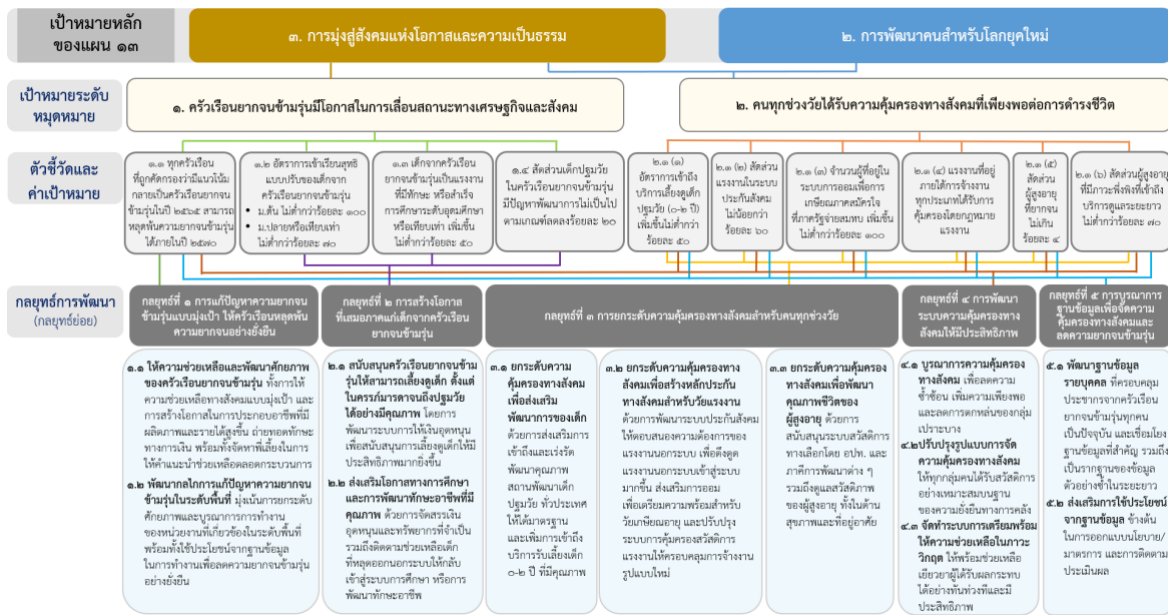 เป้าหมายหลัก
ของแผน ๑๓
๓. การมุ่งสู่สังคมแห่งโอกาสและความเป็นธรรม
๒. การพัฒนาคนสำหรับโลกยุคใหม่
เป้าหมายระดับ
หมุดหมาย
๑. ครัวเรือนยากจนข้ามรุ่นมีโอกาสในการเลื่อนสถานะทางเศรษฐกิจและสังคม
๒. คนทุกช่วงวัยได้รับความคุ้มครองทางสังคมที่เพียงพอต่อการดำรงชีวิต
ตัวชี้วัดและ
ค่าเป้าหมาย
๑.๑ ทุกครัวเรือน
ที่ถูกคัดกรองว่ามีแนวโน้ม
กลายเป็นครัวเรือนยากจน
ข้ามรุ่นในปี ๒๕๖๕ สามารถ
หลุดพ้นความยากจนข้ามรุ่น
ได้ภายในปี ๒๕๗๐
๑.๒ อัตราการเข้าเรียนสุทธิ
แบบปรับของเด็กจาก
ครัวเรือนยากจนข้ามรุ่น
• ม.ต้น ไม่ต่ำกว่าร้อยละ ๑๐๐
• ม.ปลายหรือเทียบเท่า
ไม่ต่ำกว่าร้อยละ ๗๐
๑.๓ เด็กจากครัวเรือน
ยากจนข้ามรุ่นเป็นแรงงาน
ที่มีทักษะ หรือสำเร็จ
การศึกษาระดับอุดมศึกษา
หรือเทียบเท่า เพิ่มขึ้น
ไม่ต่ำกว่าร้อยละ ๕๐
๑.๔ สัดส่วนเด็กปฐมวัย
ในครัวเรือนยากจนข้ามรุ่น
มีปัญหาพัฒนาการไม่เป็นไป
ตามเกณฑ์ลดลงร้อยละ ๒๐
๒.๑ (๑)
อัตราการเข้าถึง
บริการเลี้ยงดูเด็ก
ปฐมวัย (๐-๒ ปี)
เพิ่มขึ้นไม่ต่ำกว่า
ร้อยละ ๕๐
๒.๑ (๒) สัดส่วน
แรงงานในระบบ
ประกันสังคม
ไม่น้อยกว่า
ร้อยละ ๖๐
๒.๑ (๓) จำนวนผู้ที่อยู่ใน
ระบบการออมเพื่อการ
เกษียณภาคสมัครใจ
ที่ภาครัฐจ่ายสมทบ เพิ่มขึ้น
ไม่ต่ำกว่าร้อยละ ๑๐๐
๒.๑ (๔) แรงงานที่อยู่
ภายใต้การจ้างงาน
ทุกประเภทได้รับการ
คุ้มครองโดยกฎหมาย
แรงงาน
๒.๑ (๕)
สัดส่วน
ผู้สูงอายุ
ที่ยากจน
ไม่เกิน
ร้อยละ ๔
๒.๑ (๖) สัดส่วนผู้สูงอายุ
ที่มีภาวะพึ่งพิงที่เข้าถึง
บริการดูแลระยะยาว
ไม่ต่ำกว่าร้อยละ ๗๐
กลยุทธ์การพัฒนา
(กลยุทธ์ย่อย)
กลยุทธ์ที่ ๑ การแก้ปัญหาความยากจน
ข้ามรุ่นแบบมุ่งเป้า ให้ครัวเรือนหลุดพ้น
ความยากจนอย่างยั่งยืน
กลยุทธ์ที่ ๒ การสร้างโอกาส
ที่เสมอภาคแก่เด็กจากครัวเรือน
ยากจนข้ามรุ่น
กลยุทธ์ที่ ๓ การยกระดับความคุ้มครองทางสังคมสำหรับคนทุกช่วงวัย
กลยุทธ์ที่ ๔ การพัฒนา
ระบบความคุ้มครองทาง
สังคมให้มีประสิทธิภาพ
กลยุทธ์ที่ ๕ การบูรณาการ
ฐานข้อมูลเพื่อจัดความ
คุ้มครองทางสังคมและ
ลดความยากจนข้ามรุ่น
๑.๑ ให้ความช่วยเหลือและพัฒนาศักยภาพ
ของครัวเรือนยากจนข้ามรุ่น ทั้งการให้
ความช่วยเหลือทางสังคมแบบมุ่งเป้า และ
การสร้างโอกาสในการประกอบอาชีพที่มี
ผลิตภาพและรายได้สูงขึ้น ถ่ายทอดทักษะ
ทางการเงิน พร้อมทั้งจัดหาพี่เลี้ยงในการ
ให้คำแนะนำช่วยเหลือตลอดกระบวนการ
๑.๒ พัฒนากลไกการแก้ปัญหาความยากจน
ข้ามรุ่นในระดับพื้นที่ มุ่งเน้นการยกระดับ
ศักยภาพและบูรณาการการทำงาน
ของหน่วยงานที่เกี่ยวข้องในระดับพื้นที่
พร้อมทั้งใช้ประโยชน์จากฐานข้อมูล
ในการทำงานเพื่อลดความยากจนข้ามรุ่น
อย่างยั่งยืน
๒.๑ สนับสนุนครัวเรือนยากจนข้าม
รุ่นให้สามารถเลี้ยงดูเด็ก ตั้งแต่
ในครรภ์มารดาจนถึงปฐมวัย
ได้อย่างมีคุณภาพ โดยการ
พัฒนาระบบการให้เงินอุดหนุน
เพื่อสนับสนุนการเลี้ยงดูเด็กให้มี
ประสิทธิภาพมากยิ่งขึ้น
๒.๒ ส่งเสริมโอกาสทางการศึกษา
และการพัฒนาทักษะอาชีพที่มี
คุณภาพ ด้วยการจัดสรรเงิน
อุดหนุนและทรัพยากรที่จำเป็น
รวมถึงติดตามช่วยเหลือเด็ก
ที่หลุดออกนอกระบบให้กลับ
เข้าสู่ระบบการศึกษา หรือการ
พัฒนาทักษะอาชีพ
๓.๑ ยกระดับความ
คุ้มครองทางสังคม
เพื่อส่งเสริม
พัฒนาการของเด็ก
ด้วยการส่งเสริมการ
เข้าถึงและเร่งรัด
พัฒนาคุณภาพ
สถานพัฒนาเด็ก
ปฐมวัย ทั่วประเทศ
ให้ได้มาตรฐาน
และเพิ่มการเข้าถึง
บริการรับเลี้ยงเด็ก
๐-๒ ปี ที่มีคุณภาพ
๓.๒ ยกระดับความคุ้มครองทาง
สังคมเพื่อสร้างหลักประกัน
ทางสังคมสำหรับวัยแรงงาน
ด้วยการพัฒนาระบบประกันสังคม
ให้ตอบสนองความต้องการของ
แรงงานนอกระบบ เพื่อดึงดูด
แรงงานนอกระบบเข้าสู่ระบบ
มากขึ้น ส่งเสริมการออม
เพื่อเตรียมความพร้อมสำหรับ
วัยเกษียณอายุ และปรับปรุง
ระบบการคุ้มครองสวัสดิการ
แรงงานให้ครอบคลุมการจ้างงาน
รูปแบบใหม่
๓.๓ ยกระดับความคุ้มครอง
ทางสังคมเพื่อพัฒนา
คุณภาพชีวิตของ
ผู้สูงอายุ ด้วยการ
สนับสนุนระบบสวัสดิการ
ทางเลือกโดย อปท. และ
ภาคีการพัฒนาต่าง ๆ
รวมถึงดูแลสวัสดิภาพ
ของผู้สูงอายุ ทั้งในด้าน
สุขภาพและที่อยู่อาศัย
๔.๑ บูรณาการความคุ้มครอง
ทางสังคม เพื่อลดความ
ซ้ำซ้อน เพิ่มความเพียงพอ
และลดการตกหล่นของกลุ่ม
เปราะบาง
๔.๒ปรับปรุงรูปแบบการจัด
ความคุ้มครองทางสังคม
ให้ทุกกลุ่มคนได้รับสวัสดิการ
อย่างเหมาะสมบนฐาน
ของความยั่งยืนทางการคลัง
๔.๓ จัดทำระบบการเตรียมพร้อม
ให้ความช่วยเหลือในภาวะ
วิกฤต ให้พร้อมช่วยเหลือ
เยียวยาผู้ได้รับผลกระทบ
ได้อย่างทันท่วงทีและมี
ประสิทธิภาพ
๕.๑ พัฒนาฐานข้อมูล
รายบุคคล ที่ครอบคลุม
ประชากรจากครัวเรือน
ยากจนข้ามรุ่นทุกคน
เป็นปัจจุบัน และเชื่อมโยง
ฐานข้อมูลที่สำคัญ รวมถึง
เป็นรากฐานของข้อมูล
ตัวอย่างซ้ำในระยะยาว
๕.๒ ส่งเสริมการใช้ประโยชน์
จากฐานข้อมูล ข้างต้น
ในการออกแบบนโยบาย/
มาตรการ และการติดตาม
ประเมินผล